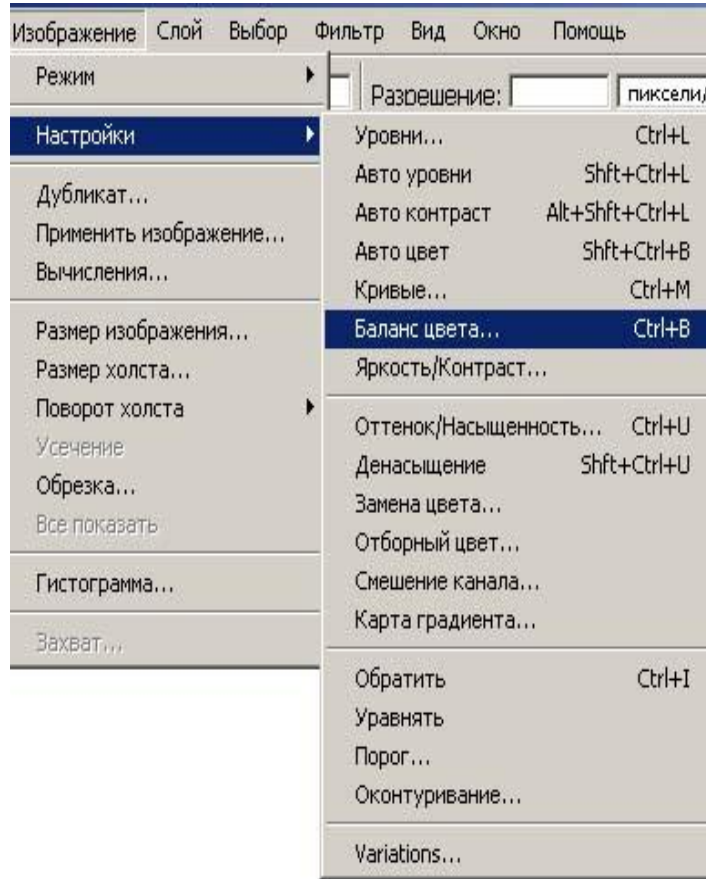 Изображение Слой Выбор Фильтр Вид Окно Помощь
Разрешение: пиксели/
Режим
Настройки
Дубликат...
Применить изображение...
Вычисления...
Размер изображения...
Размер холста...
Поворот холста
Усечение
Обрезка...
Все показать
Гистограмма...
Захват...
Уровни... Ctrl+L
Авто уровни Shft+Ctrl+L
Авто контраст Alt+Shft+Ctrl+L
Авто цвет Shft+Ctrl+B
Кривые... Ctrl+M
Баланс цвета... Ctrl+B
Яркость/Контраст...
Оттенок/Насыщенность... Ctrl+U
Денасыщение Shft+Ctrl+U
Замена цвета...
Отборный цвет...
Смешение канала...
Карта градиента...
Обратить Ctrl+I
Уравнять
Порог...
Оконтуривание...
Variations...